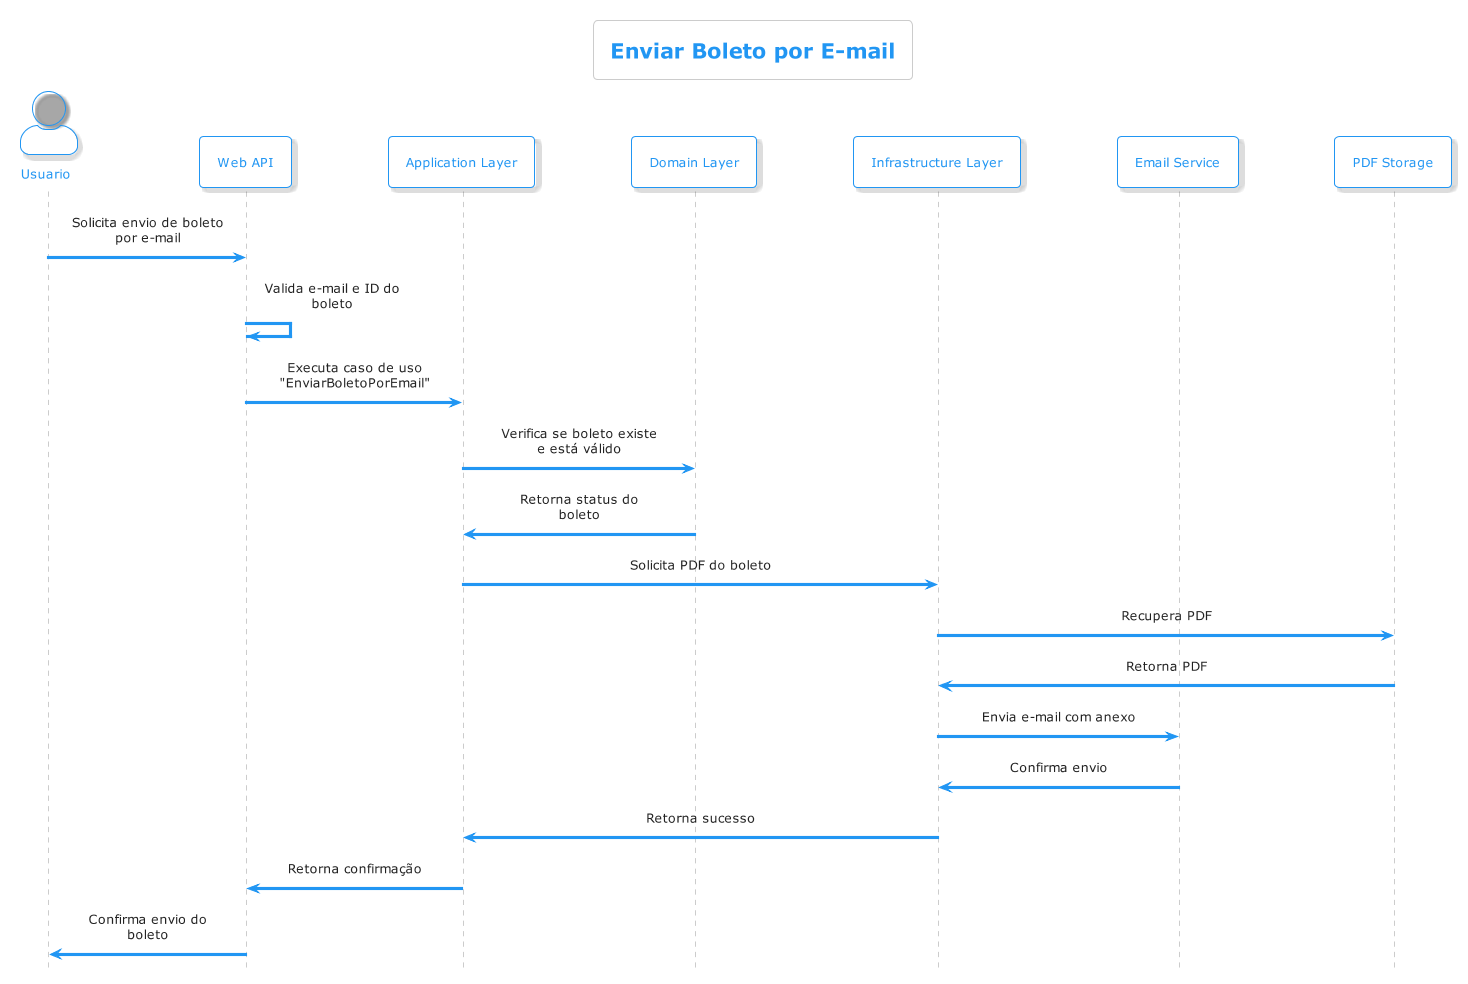 Enviar Boleto por E-mail
Usuario
Web API
Application Layer
Domain Layer
Infrastructure Layer
Email Service
PDF Storage
Solicita envio de boleto
por e-mail
Valida e-mail e ID do
boleto
Executa caso de uso
"EnviarBoletoPorEmail"
Verifica se boleto existe
e está válido
Retorna status do
boleto
Solicita PDF do boleto
Recupera PDF
Retorna PDF
Envia e-mail com anexo
Confirma envio
Retorna sucesso
Retorna confirmação
Confirma envio do
boleto